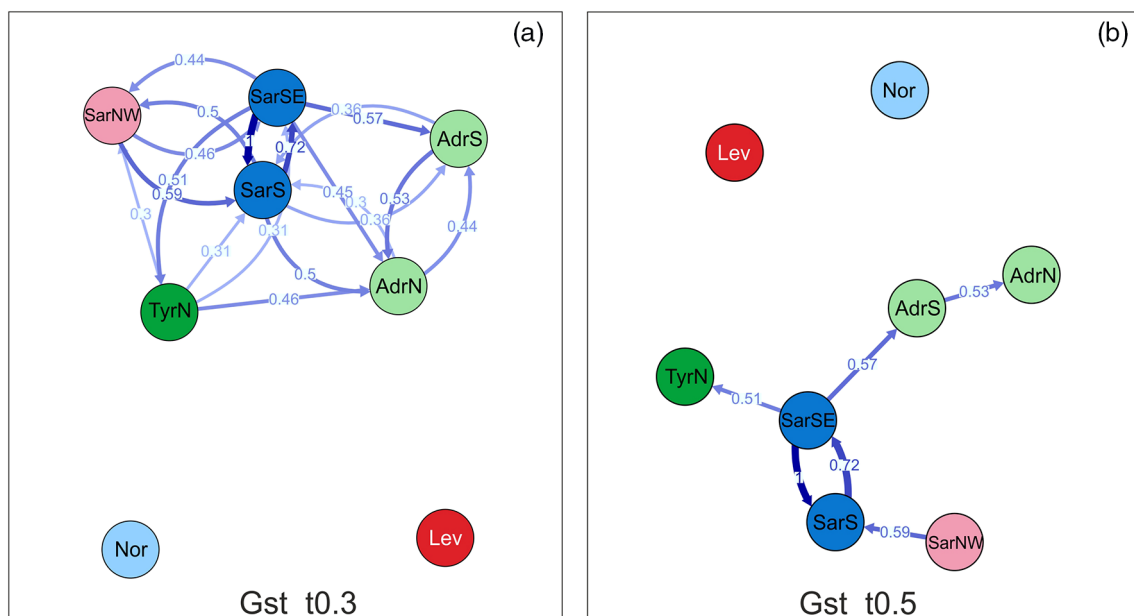 (a)
0.44
SarSE
SarNW
0.5
0.36
0.57
AdrS
1
0.72
0.46
0.51
0.59
SarS
0.45
0.53
0.3
0.3
0.36
0.44
0.31
0.31
0.5
AdrN
0.46
TyrN
Nor
Lev
Gst t0.3
(b)
Nor
Lev
AdrN
0.53
AdrS
0.57
TyrN
0.51
SarSE
0.72
1
SarS
0.59
SarNW
Gst t0.5